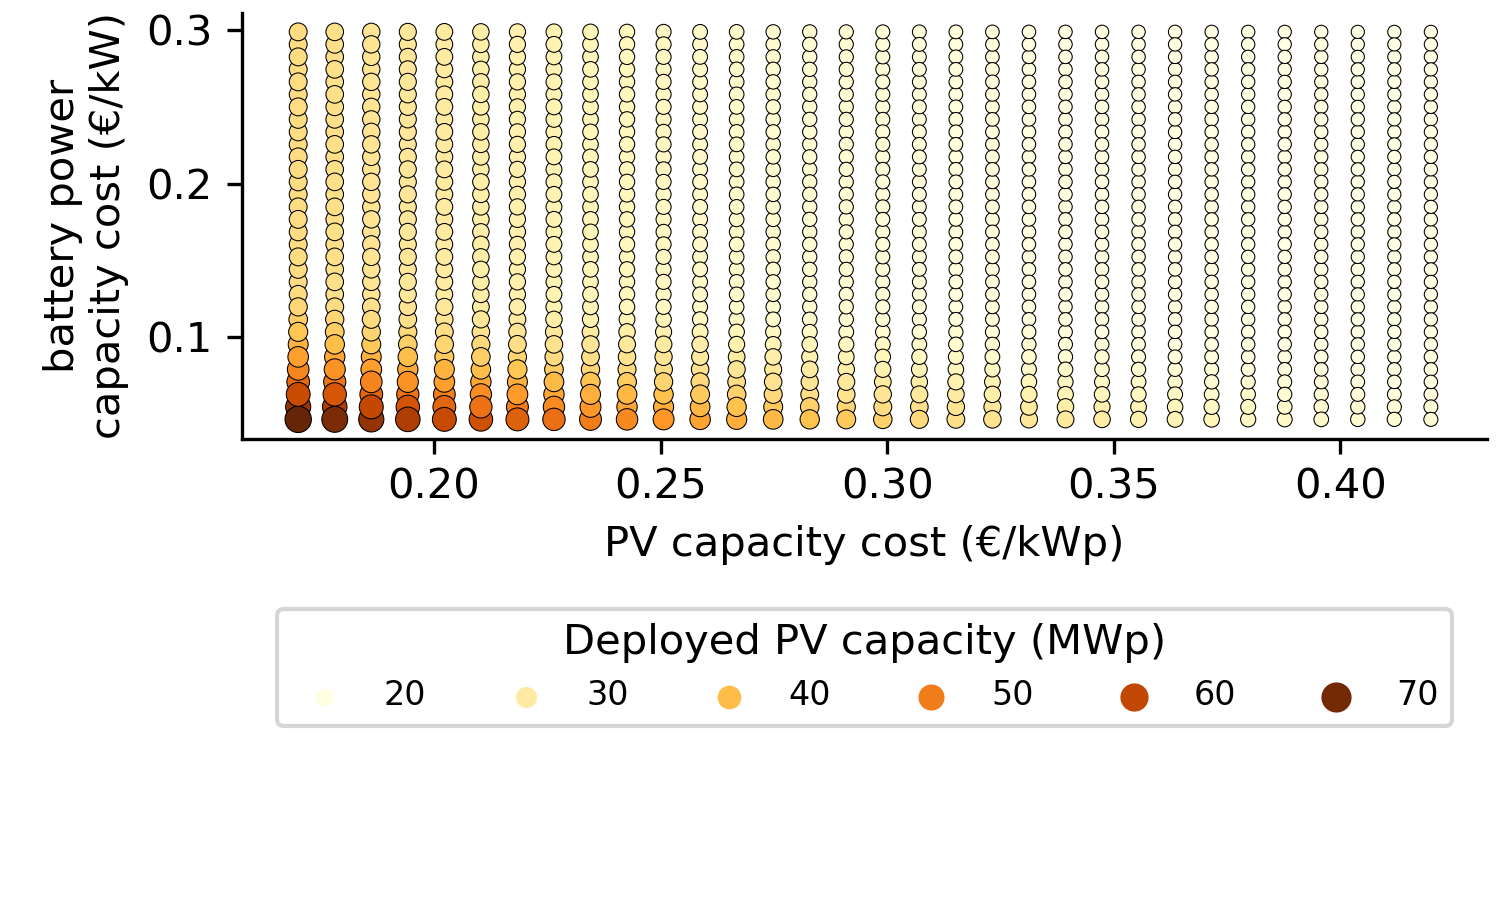 battery power
capacity cost (€/kW)
0.3
0.2
0.1
0.20 0.25 0.30 0.35 0.40
PV capacity cost (€/kWp)
Deployed PV capacity (MWp)
20 30 40 50 60 70